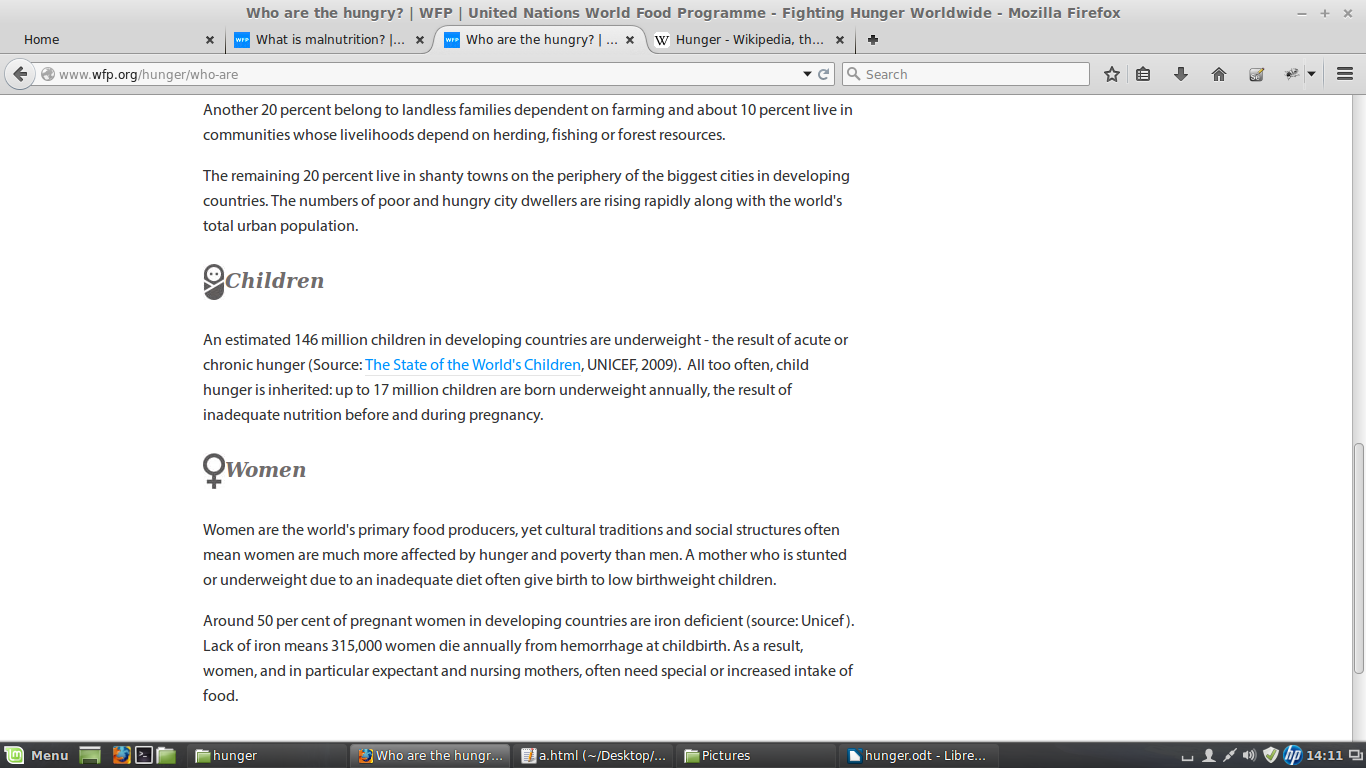 Who are the hungry? | WFP | United Nations World Food Programme - Fighting Hunger Worldwide - Mozilla Firefox
Home
WFP What is malnutrition? |...
WFP Who are the hungry? | ...
W Hunger - Wikipedia, th...
www.wfp.org/hunger/who-are
Search
Another 20 percent belong to landless families dependent on farming and about 10 percent live in
communities whose livelihoods depend on herding, fishing or forest resources.
The remaining 20 percent live in shanty towns on the periphery of the biggest cities in developing
countries. The numbers of poor and hungry city dwellers are rising rapidly along with the world's
total urban population.
Children
An estimated 146 million children in developing countries are underweight - the result of acute or
chronic hunger (Source: The State of the World's Children, UNICEF, 2009). All too often, child
hunger is inherited: up to 17 million children are born underweight annually, the result of
inadequate nutrition before and during pregnancy.
Women
Women are the world's primary food producers, yet cultural traditions and social structures often
mean women are much more affected by hunger and poverty than men. A mother who is stunted
or underweight due to an inadequate diet often give birth to low birthweight children.
Around 50 per cent of pregnant women in developing countries are iron deficient (source: Unicef).
Lack of iron means 315,000 women die annually from hemorrhage at childbirth. As a result,
women, and in particular expectant and nursing mothers, often need special or increased intake of
food.
Menu
hunger
Who are the hungr...
a.html (~/Desktop/...
Pictures
hunger.odt - Libre...
hp
14:11